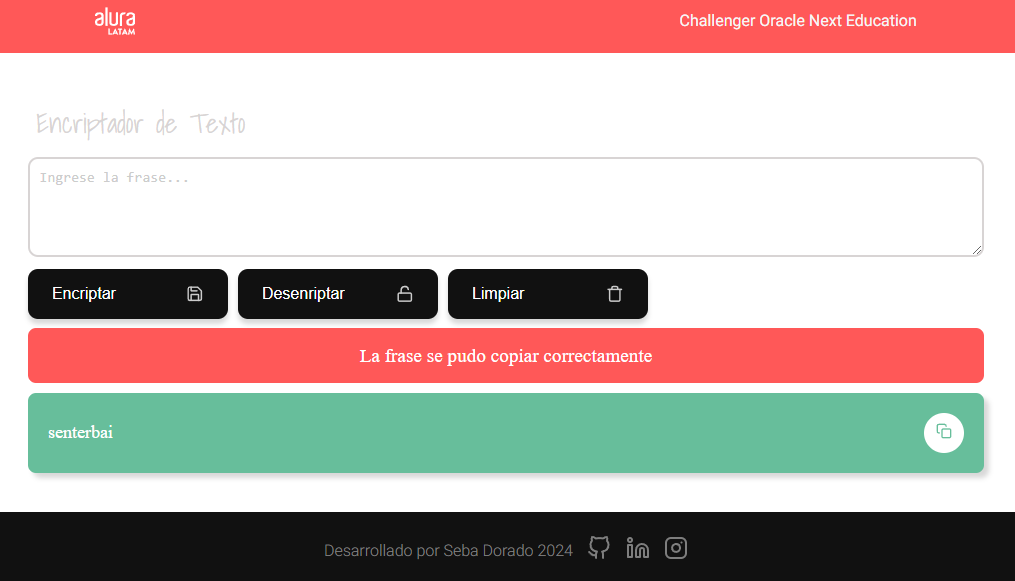 alura
LATAM
Challenger Oracle Next Education
Encriptador de Texto
Ingrese la frase...
Encriptar
Desenriptar
Limpiar
La frase se pudo copiar correctamente
senterbai
Desarrollado por Seba Dorado 2024